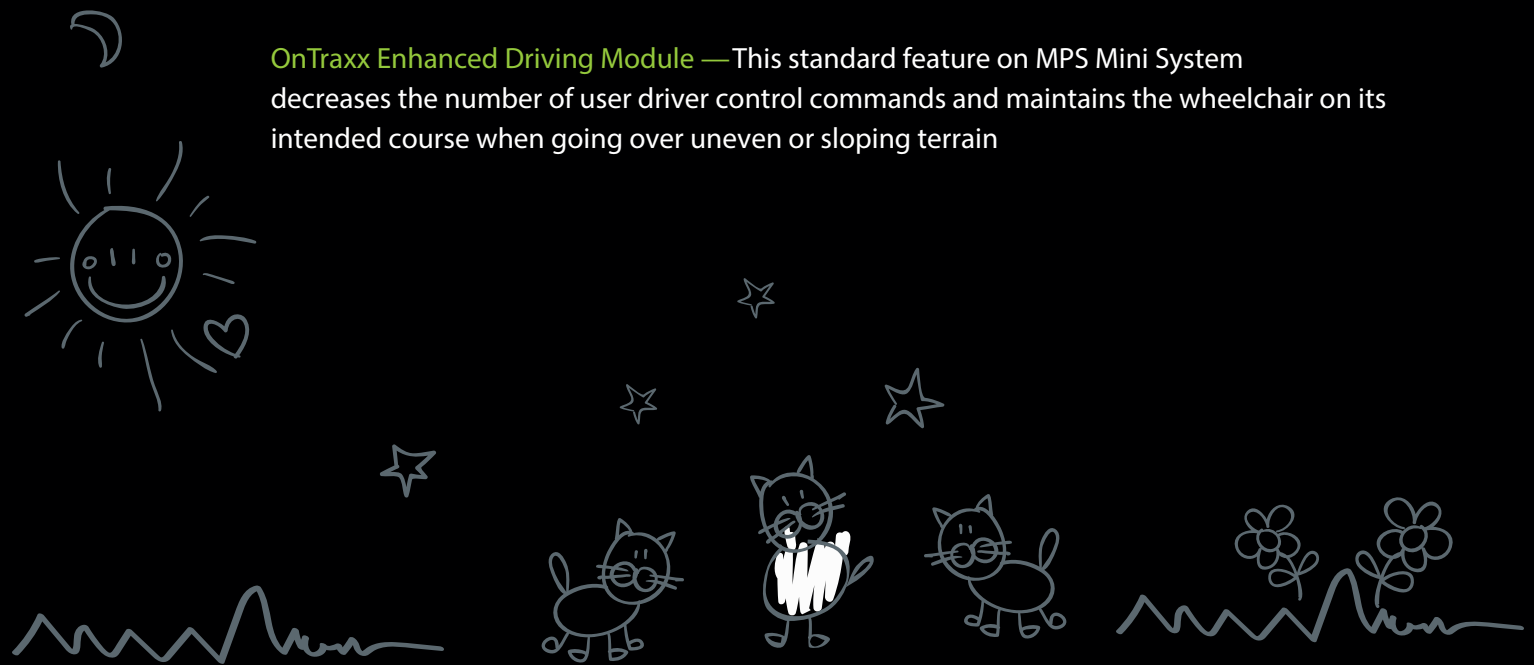 OnTraxx Enhanced Driving Module — This standard feature on MPS Mini System
decreases the number of user driver control commands and maintains the wheelchair on its
intended course when going over uneven or sloping terrain